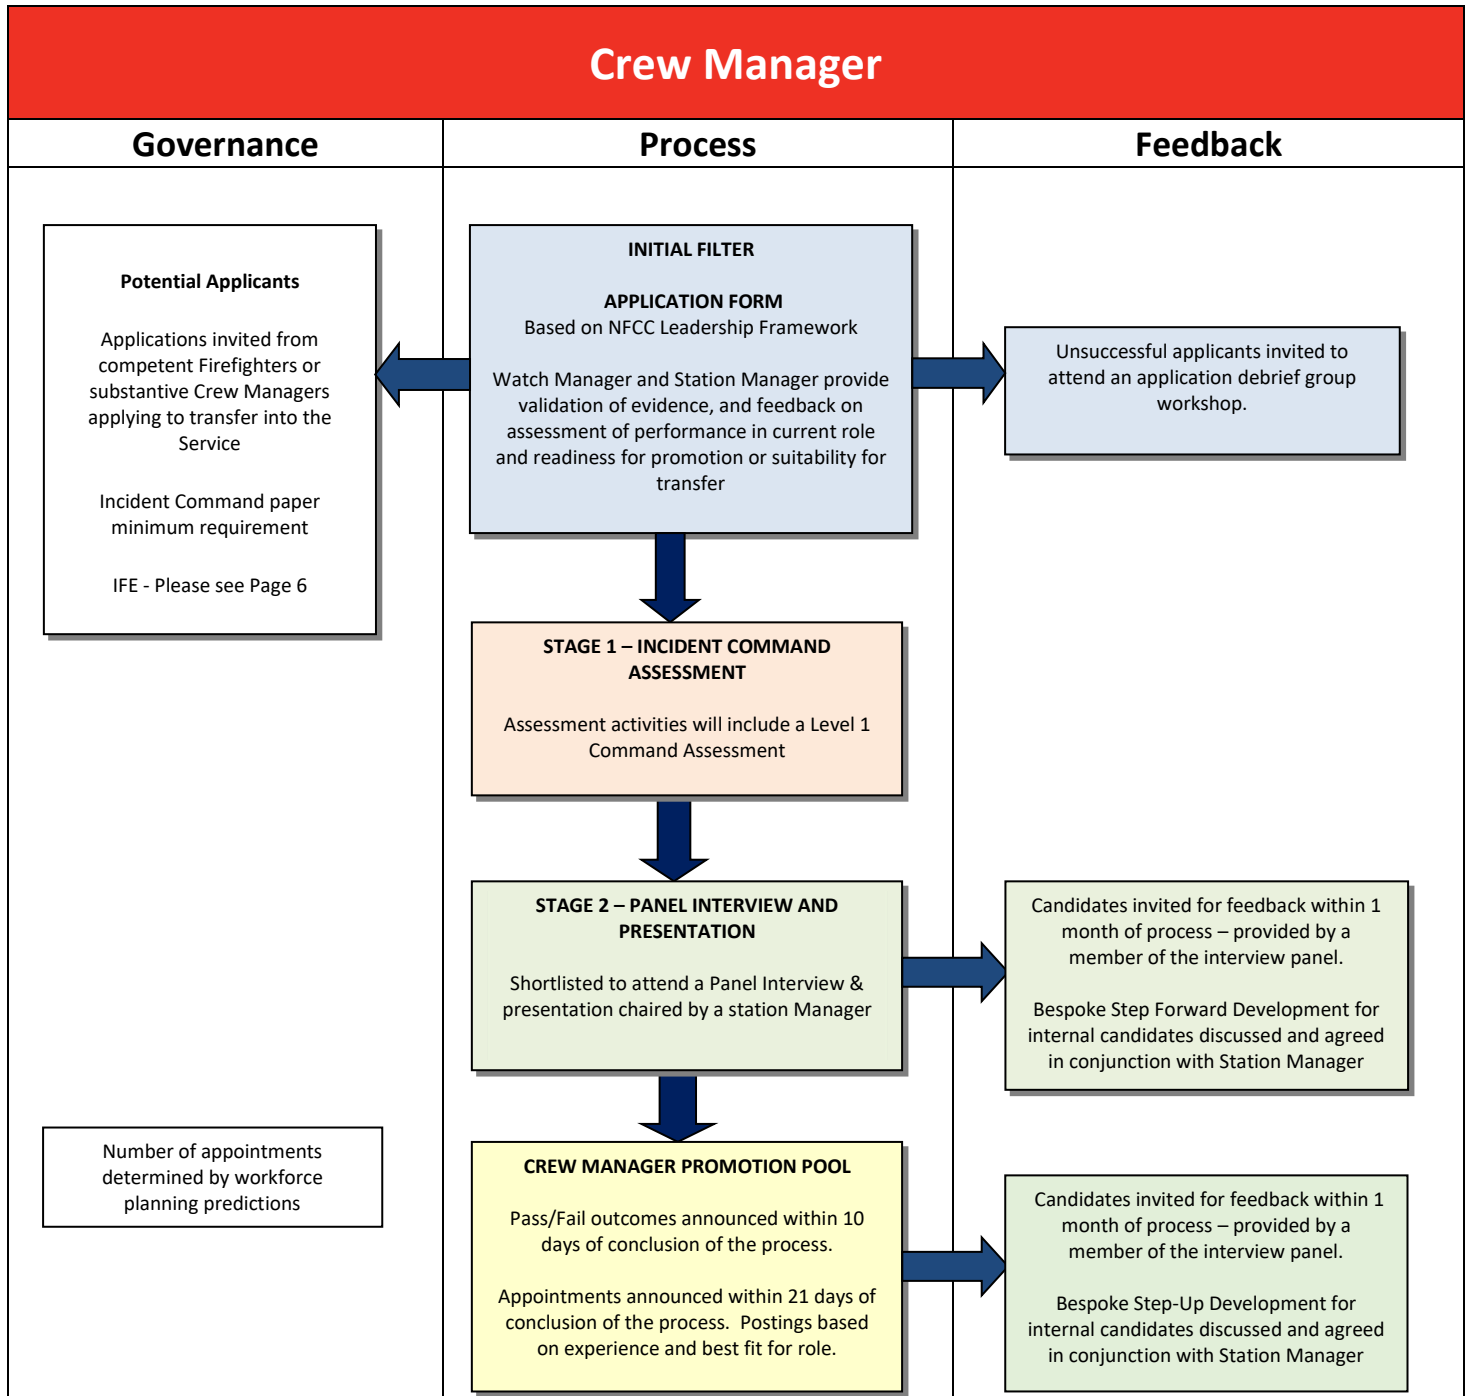 Crew Manager
Governance
Process
Feedback
Potential Applicants
Applications invited from
competent Firefighters or
substantive Crew Managers
applying to transfer into the
Service
Incident Command paper
minimum requirement
IFE - Please see Page 6
INITIAL FILTER
APPLICATION FORM
Based on NFCC Leadership Framework
Watch Manager and Station Manager provide
validation of evidence, and feedback on
assessment of performance in current role
and readiness for promotion or suitability for
transfer
Unsuccessful applicants invited to
attend an application debrief group
workshop.
STAGE 1 – INCIDENT COMMAND
ASSESSMENT
Assessment activities will include a Level 1
Command Assessment
STAGE 2 – PANEL INTERVIEW AND
PRESENTATION
Shortlisted to attend a Panel Interview &
presentation chaired by a station Manager
Candidates invited for feedback within 1
month of process – provided by a
member of the interview panel.
Bespoke Step Forward Development for
internal candidates discussed and agreed
in conjunction with Station Manager
Number of appointments
determined by workforce
planning predictions
CREW MANAGER PROMOTION POOL
Pass/Fail outcomes announced within 10
days of conclusion of the process.
Appointments announced within 21 days of
conclusion of the process.  Postings based
on experience and best fit for role.
Candidates invited for feedback within 1
month of process – provided by a
member of the interview panel.
Bespoke Step-Up Development for
internal candidates discussed and agreed
in conjunction with Station Manager